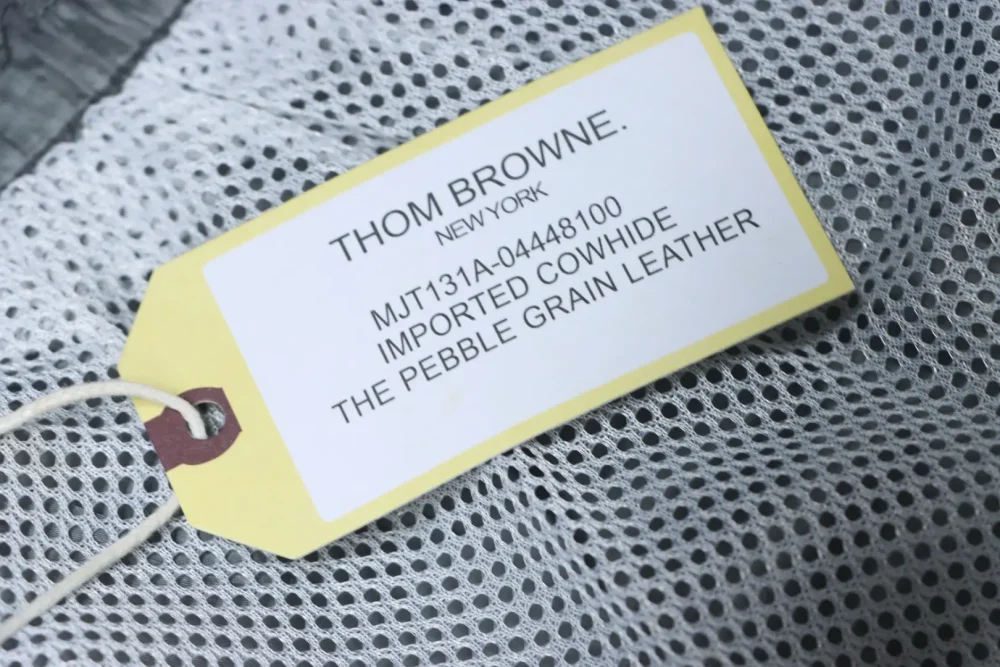 THOM BROWNE.
NEW YORK
MJT131A-04448100
IMPORTED COWHIDE
THE PEBBLE GRAIN LEATHER